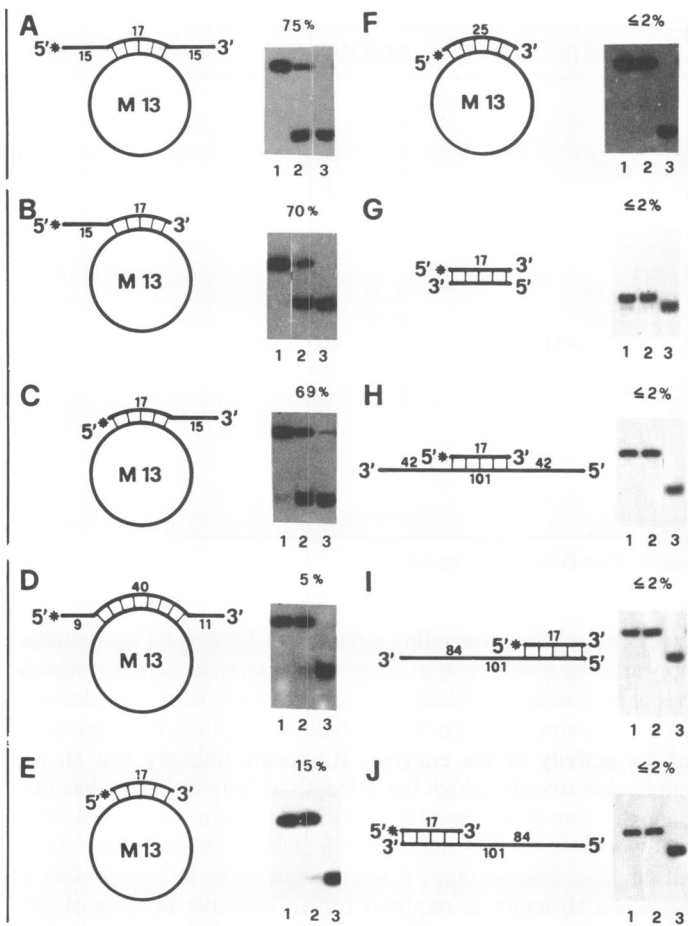 A
17
75%
5'* 3'
15 15
M 13
1 2 3
B
17
70%
5'* 3'
15
M 13
1 2 3
C
17
69%
5'* 3'
15
M 13
1 2 3
D
40
5%
5'* 3'
9 11
M 13
1 2 3
E
17
15%
5'* 3'
M 13
1 2 3
F
25
≤2%
5'* 3'
M 13
1 2 3
G
≤2%
17
5'* 3'
3' 5'
1 2 3
H
≤2%
17
42 5'* 3' 42
3' 5'
101
1 2 3
I
≤2%
17
5'* 3'
84
3' 5'
101
1 2 3
J
≤2%
17
5'* 3'
84
3' 5'
101
1 2 3